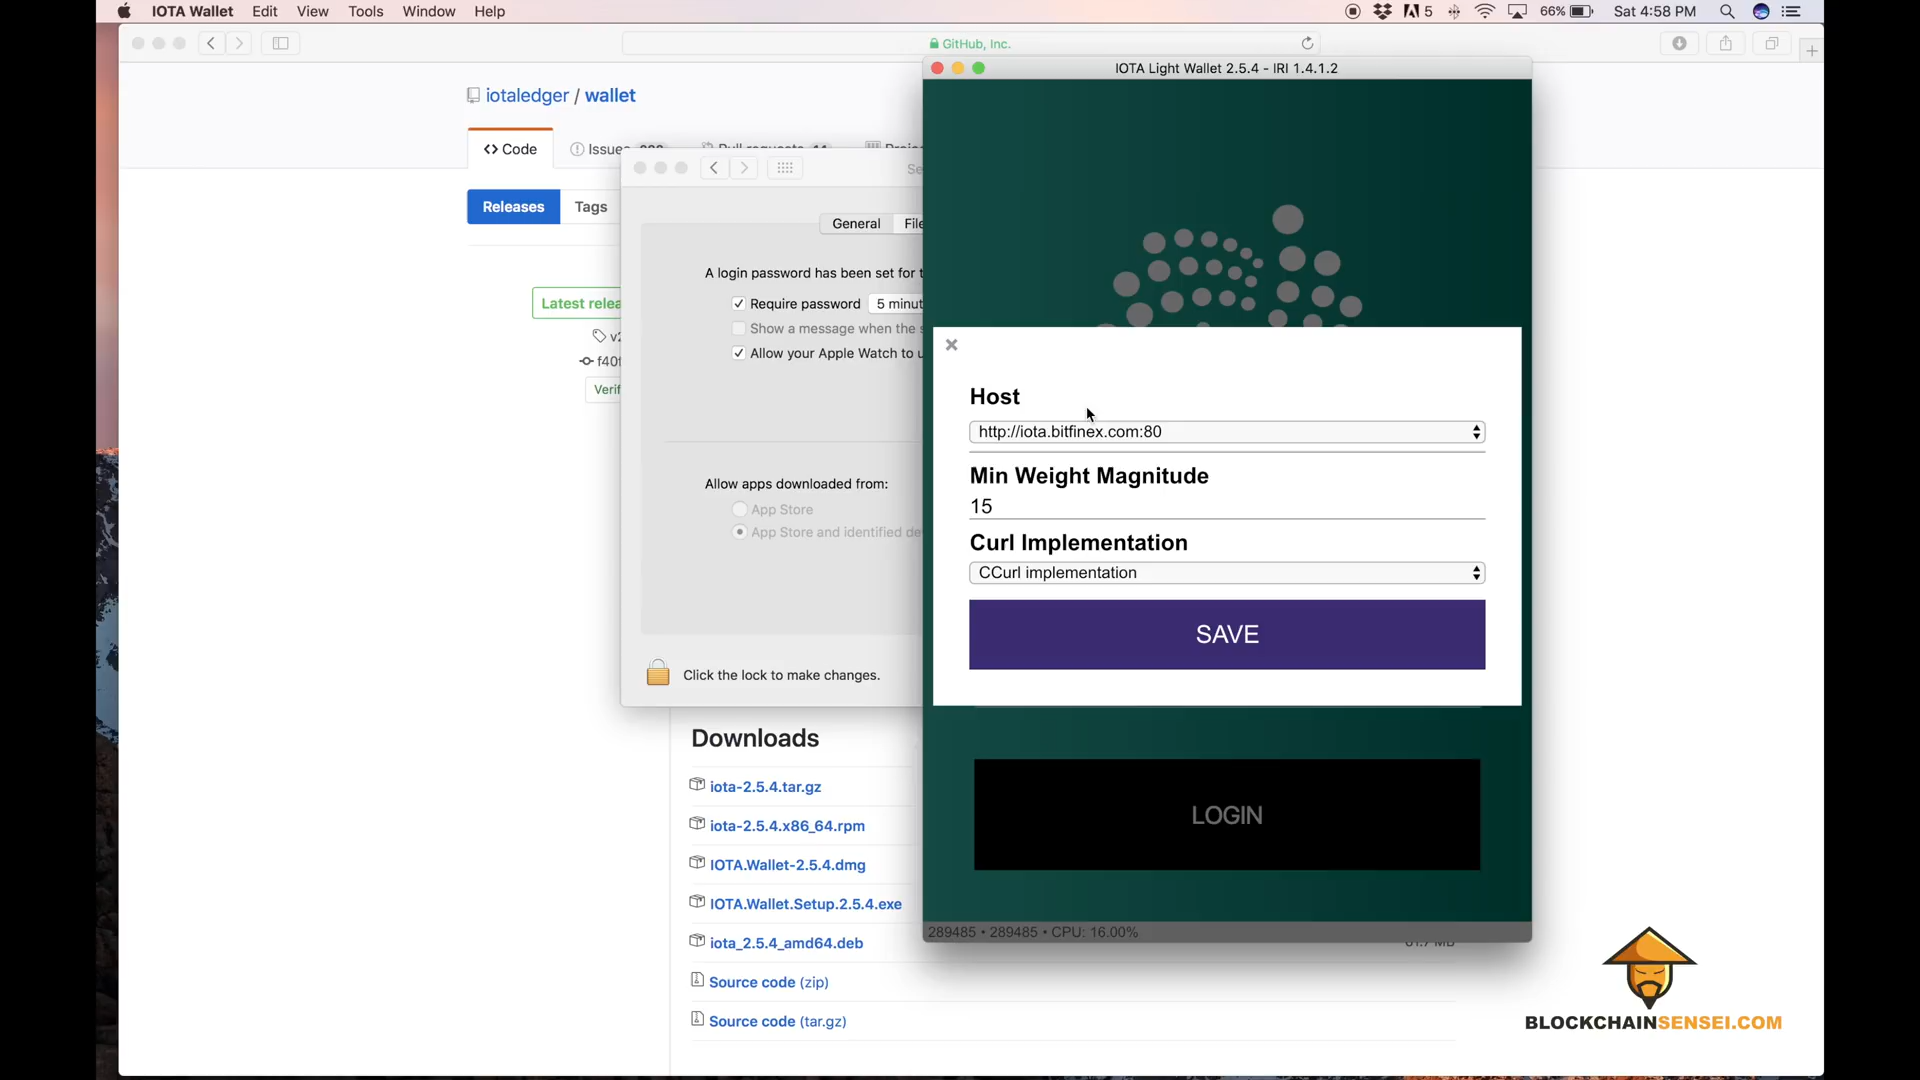 IOTA Wallet Edit View Tools Window Help 5 66% Sat 4:58 PM
GitHub, Inc.
IOTA Light Wallet 2.5.4 - IRI 1.4.1.2
iotaledger / wallet
<> Code Issues
Releases Tags
General File
A login password has been set for t
Require password 5 minut
Show a message when the s
Allow your Apple Watch to u
Latest relea
v2
f40f
Verif
Allow apps downloaded from:
App Store
App Store and identified de
Click the lock to make changes.
Host
http://iota.bitfinex.com:80
Min Weight Magnitude
15
Curl Implementation
CCurl implementation
SAVE
LOGIN
289485 • 289485 • CPU: 16.00%
Downloads
iota-2.5.4.tar.gz
iota-2.5.4.x86_64.rpm
IOTA.Wallet-2.5.4.dmg
IOTA.Wallet.Setup.2.5.4.exe
iota_2.5.4_amd64.deb
Source code (zip)
Source code (tar.gz)
BLOCKCHAINSENSEI.COM